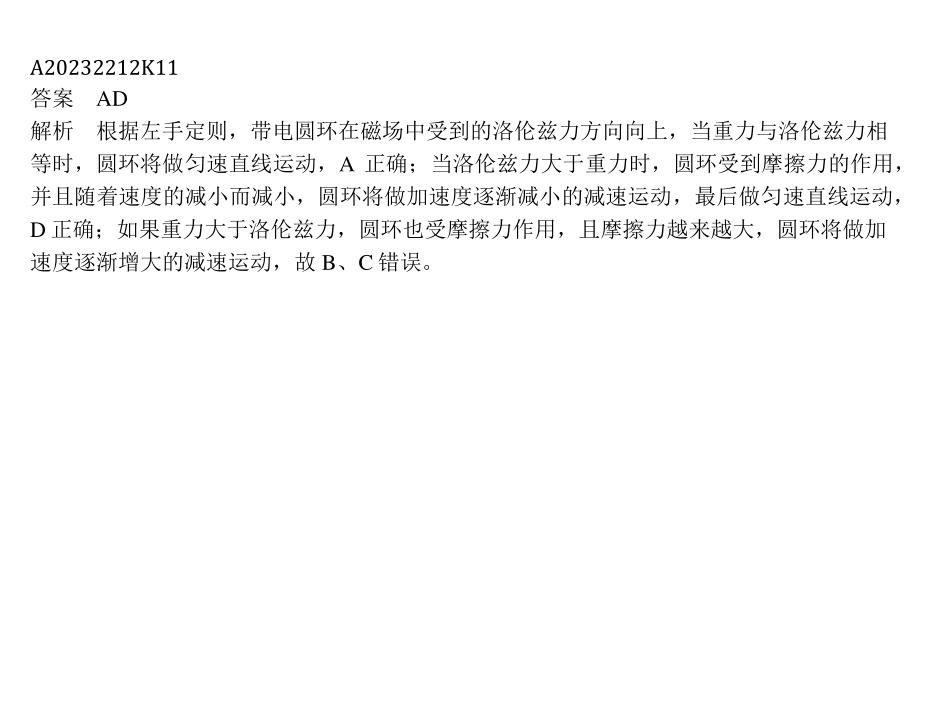 A20232212K11
答案 AD
解析 根据左手定则，带电圆环在磁场中受到的洛伦兹力方向向上，当重力与洛伦兹力相
等时，圆环将做匀速直线运动，A 正确；当洛伦兹力大于重力时，圆环受到摩擦力的作用，
并且随着速度的减小而减小，圆环将做加速度逐渐减小的减速运动，最后做匀速直线运动，
D 正确；如果重力大于洛伦兹力，圆环也受摩擦力作用，且摩擦力越来越大，圆环将做加
速度逐渐增大的减速运动，故 B、C 错误。